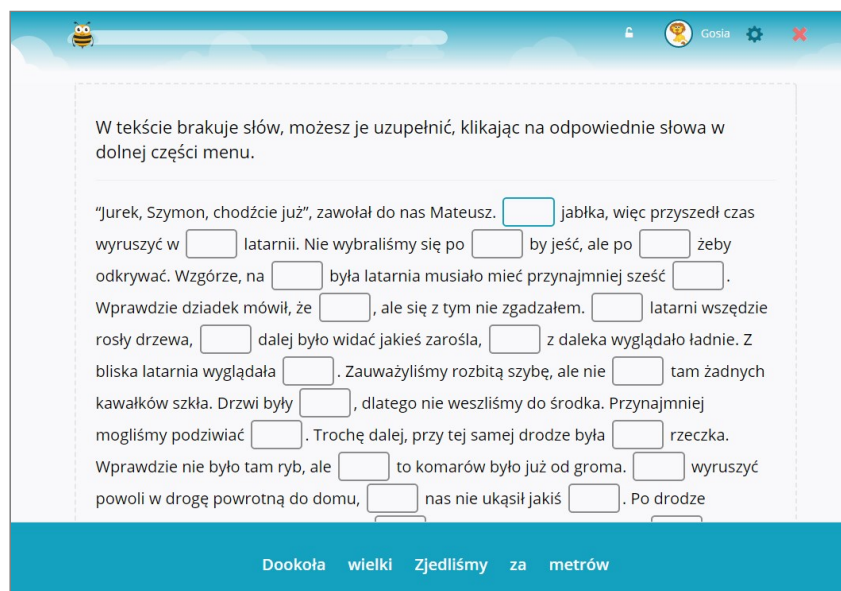 Gosia
W tekście brakuje słów, możesz je uzupełnić, klikając na odpowiednie słowa w
dolnej części menu.
“Jurek, Szymon, chodźcie już”, zawołał do nas Mateusz. jabłka, więc przyszedł czas
wyruszyć w latarnii. Nie wybraliśmy się po by jeść, ale po żeby
odkrywać. Wzgórze, na była latarnia musiało mieć przynajmniej sześć .
Wprawdzie dziadek mówił, że , ale się z tym nie zgadzałem. latarni wszędzie
rosły drzewa, dalej było widać jakieś zarośla, z daleka wyglądało ładnie. Z
bliska latarnia wyglądała . Zauważyliśmy rozbitą szybę, ale nie tam żadnych
kawałków szkła. Drzwi były , dlatego nie weszliśmy do środka. Przynajmniej
mogliśmy podziwiać . Trochę dalej, przy tej samej drodze była rzeczka.
Wprawdzie nie było tam ryb, ale to komarów było już od groma. wyruszyć
powoli w drogę powrotną do domu, nas nie ukąsił jakiś . Po drodze
Dookoła wielki Zjedliśmy za metrów